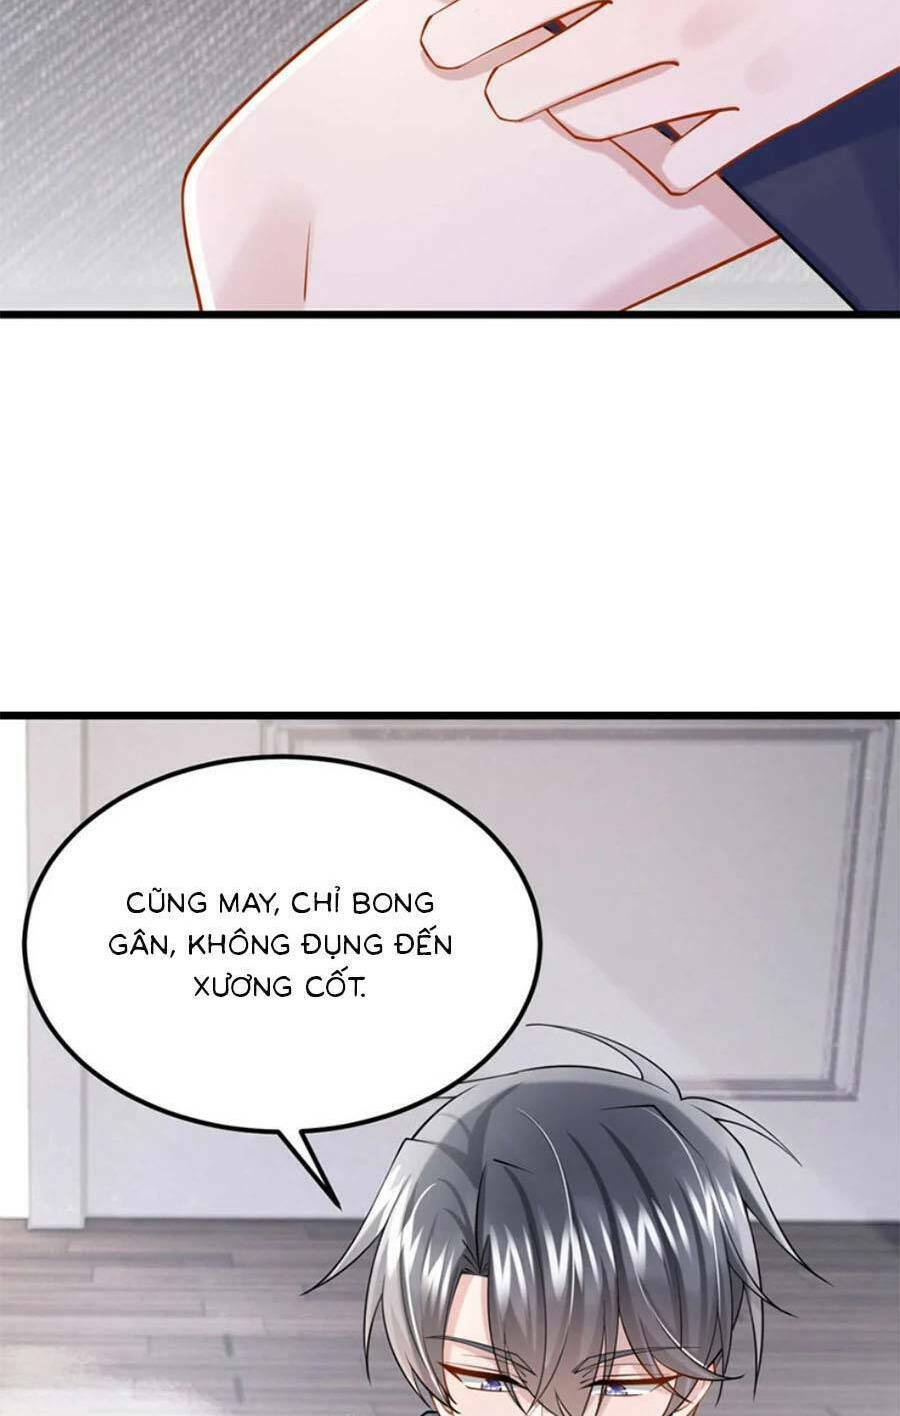 CŨNG MAY, CHỈ BONG
GÂN, KHÔNG ĐỤNG ĐẾN
XƯƠNG CỐT.